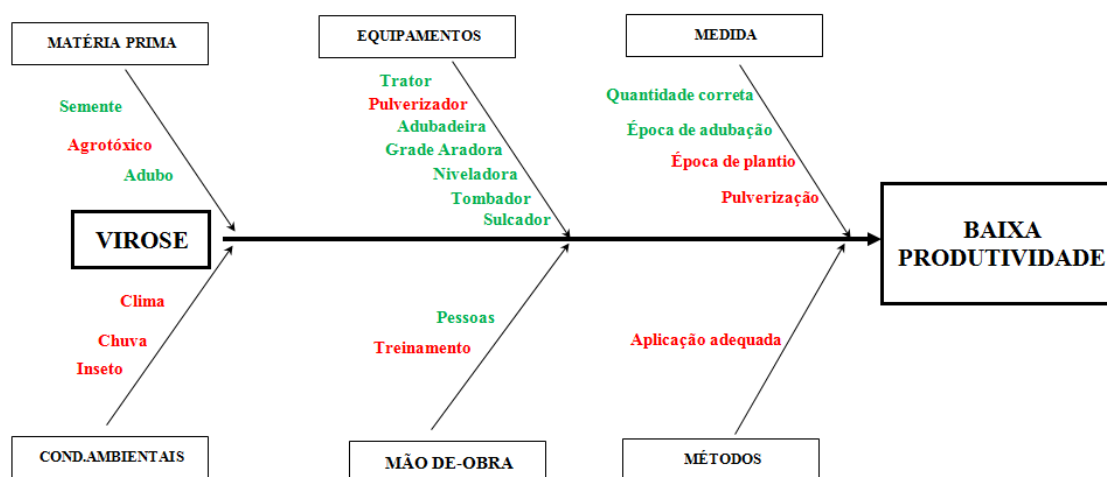 MATÉRIA PRIMA
EQUIPAMENTOS
MEDIDA
Semente
Agrotóxico
Adubo
Trator
Pulverizador
Adubadeira
Grade Aradora
Niveladora
Tombador
Sulcador
Quantidade correta
Época de adubação
Época de plantio
Pulverização
VIROSE
BAIXA
PRODUTIVIDADE
Clima
Chuva
Inseto
Pessoas
Treinamento
Aplicação adequada
COND.AMBIENTAIS
MÃO DE-OBRA
MÉTODOS